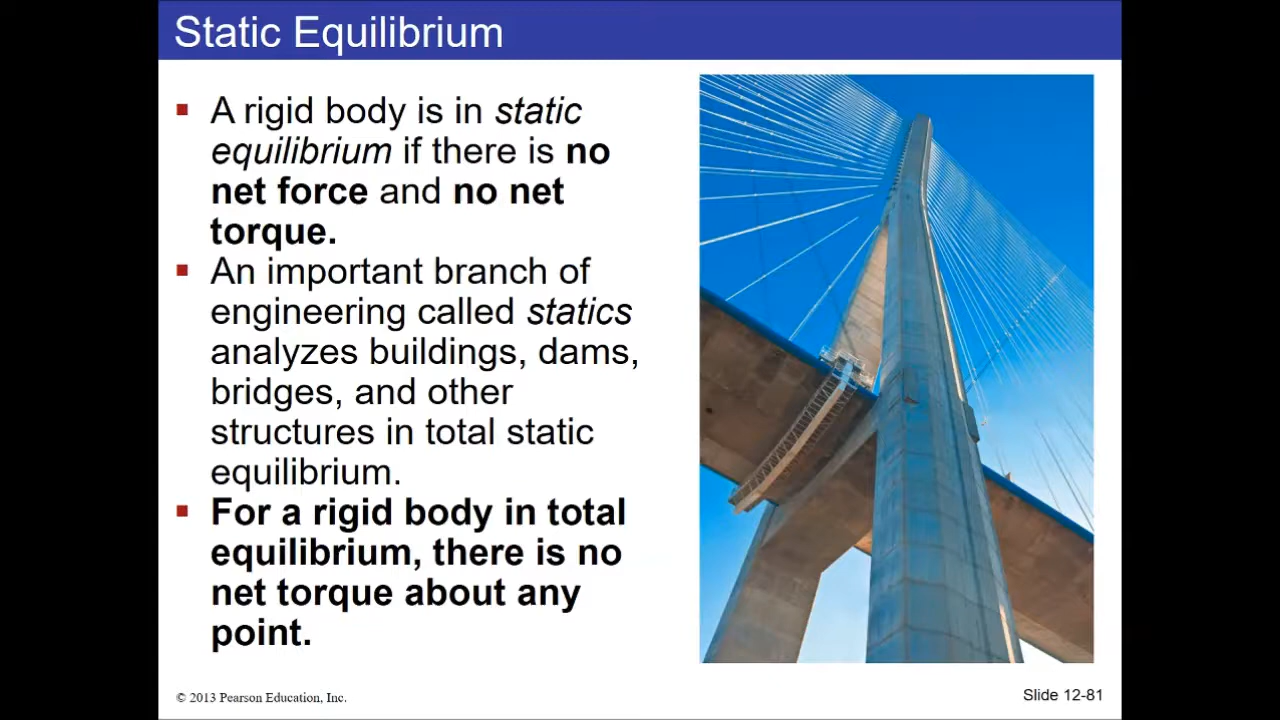 Static Equilibrium
▪ A rigid body is in static
equilibrium if there is no
net force and no net
torque.
▪ An important branch of
engineering called statics
analyzes buildings, dams,
bridges, and other
structures in total static
equilibrium.
▪ For a rigid body in total
equilibrium, there is no
net torque about any
point.
© 2013 Pearson Education, Inc.
Slide 12-81